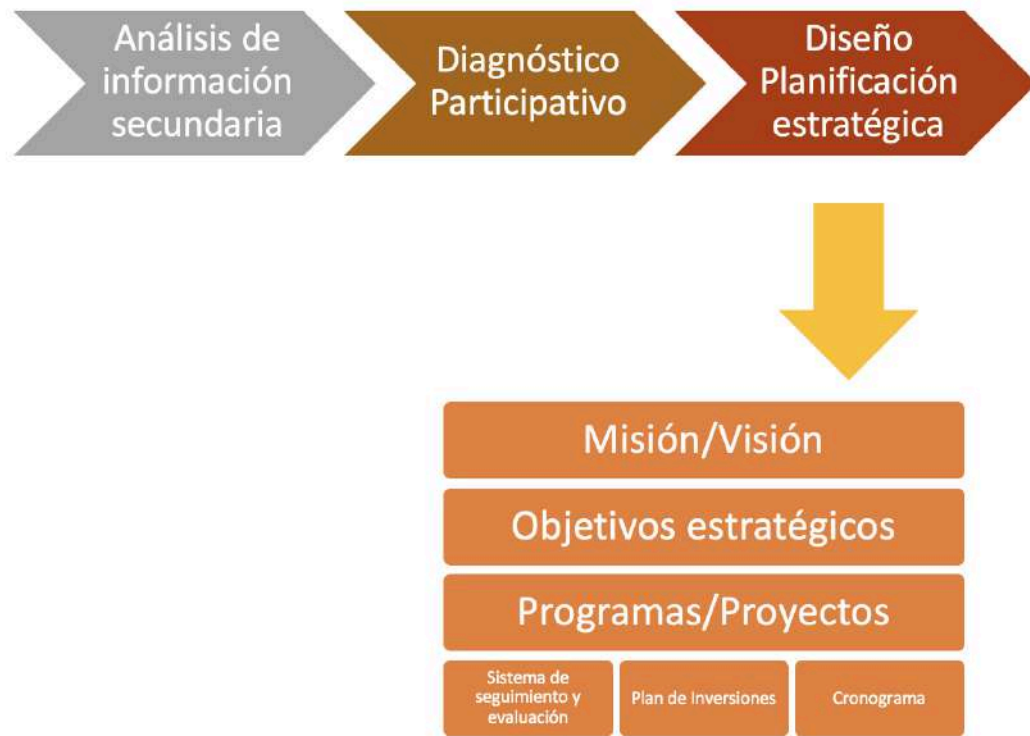 Análisis de
información
secundaria
Diagnóstico
Participativo
Diseño
Planificación
estratégica
Misión/Visión
Objetivos estratégicos
Programas/Proyectos
Sistema de
seguimiento y
evaluación
Plan de Inversiones
Cronograma